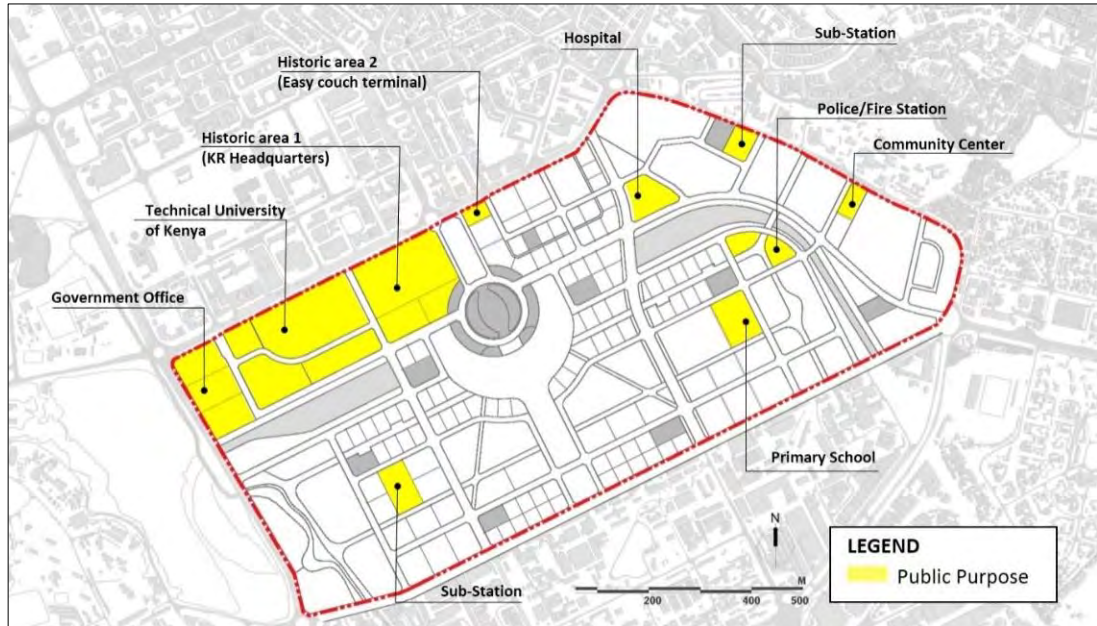 Sub-Station
Hospital
Historic area 2
(Easy couch terminal)
Police/Fire Station
Historic area 1
(KR Headquarters)
Community Center
Technical University
of Kenya
Government Office
Primary School
Sub-Station
N
M
200
400
500
LEGEND
Public Purpose